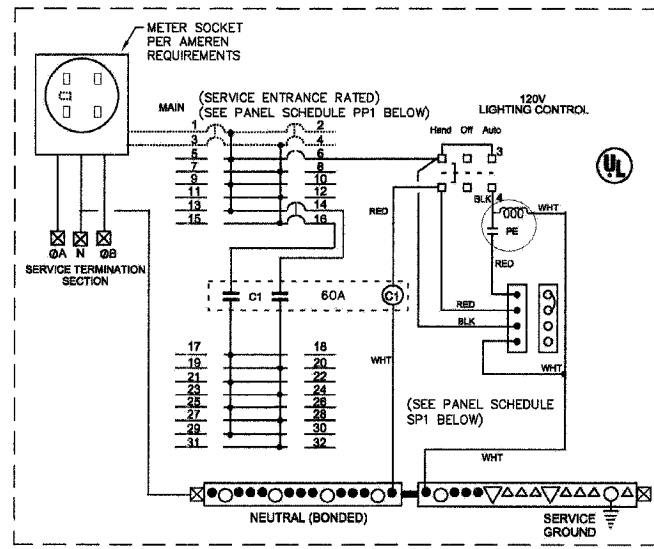 METER SOCKET
PER AMEREN
REQUIREMENTS
MAIN
(SERVICE ENTRANCE RATED)
(SEE PANEL SCHEDULE PP1 BELOW)
120V
LIGHTING CONTROL
Hand Off Auto
1 2
3 4
5 6
7 8
9 10
11 12
13 14
15 16
3
UL
RED
BLK 4
WHT
PE
RED
ØA N ØB
SERVICE TERMINATION
SECTION
C1 60A C1
RED
BLK
WHT
WHT
17 18
19 20
21 22
23 24
25 26
27 28
29 30
31 32
(SEE PANEL SCHEDULE
SP1 BELOW)
WHT
NEUTRAL (BONDED)
SERVICE
GROUND